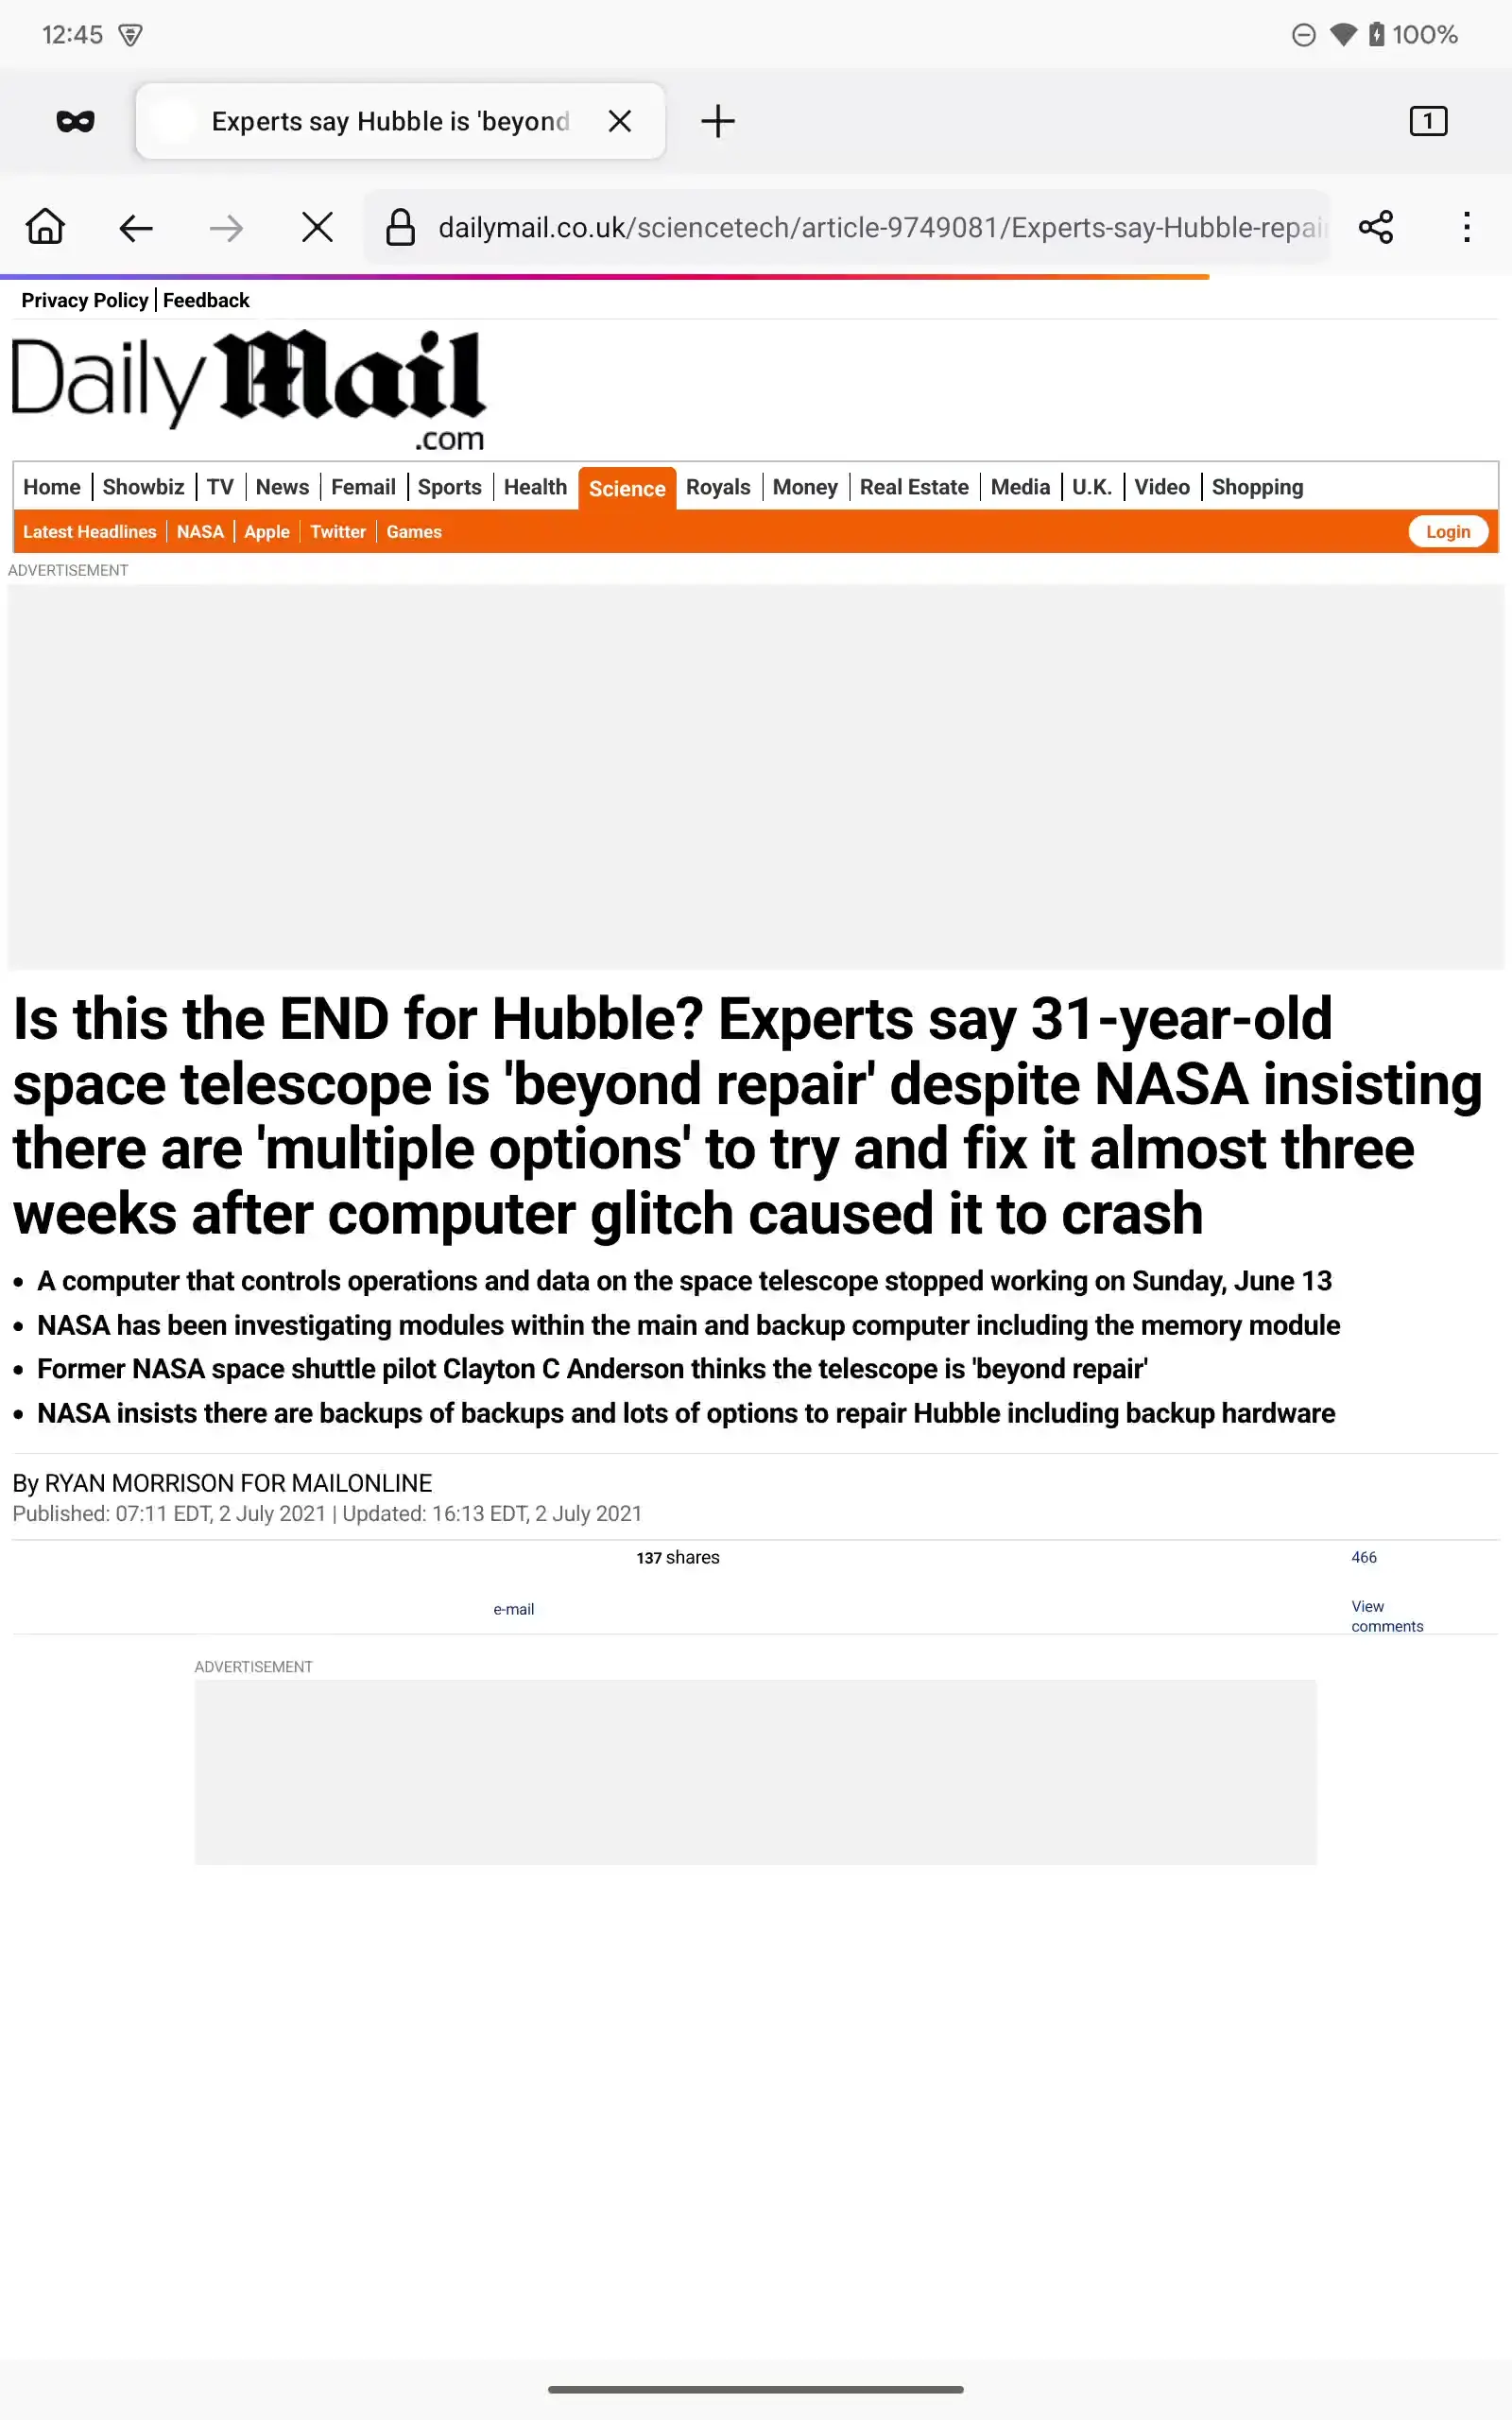 12:45
100%
Experts say Hubble is 'beyond
1
dailymail.co.uk/sciencetech/article-9749081/Experts-say-Hubble-repai
Privacy Policy | Feedback
Daily Mail
.com
Home | Showbiz | TV | News | Femail | Sports | Health | Science | Royals | Money | Real Estate | Media | U.K. | Video | Shopping
Latest Headlines | NASA | Apple | Twitter | Games
Login
ADVERTISEMENT
Is this the END for Hubble? Experts say 31-year-old
space telescope is 'beyond repair' despite NASA insisting
there are 'multiple options' to try and fix it almost three
weeks after computer glitch caused it to crash
• A computer that controls operations and data on the space telescope stopped working on Sunday, June 13
• NASA has been investigating modules within the main and backup computer including the memory module
• Former NASA space shuttle pilot Clayton C Anderson thinks the telescope is 'beyond repair'
• NASA insists there are backups of backups and lots of options to repair Hubble including backup hardware
By RYAN MORRISON FOR MAILONLINE
Published: 07:11 EDT, 2 July 2021 | Updated: 16:13 EDT, 2 July 2021
137 shares
466
e-mail
View
comments
ADVERTISEMENT